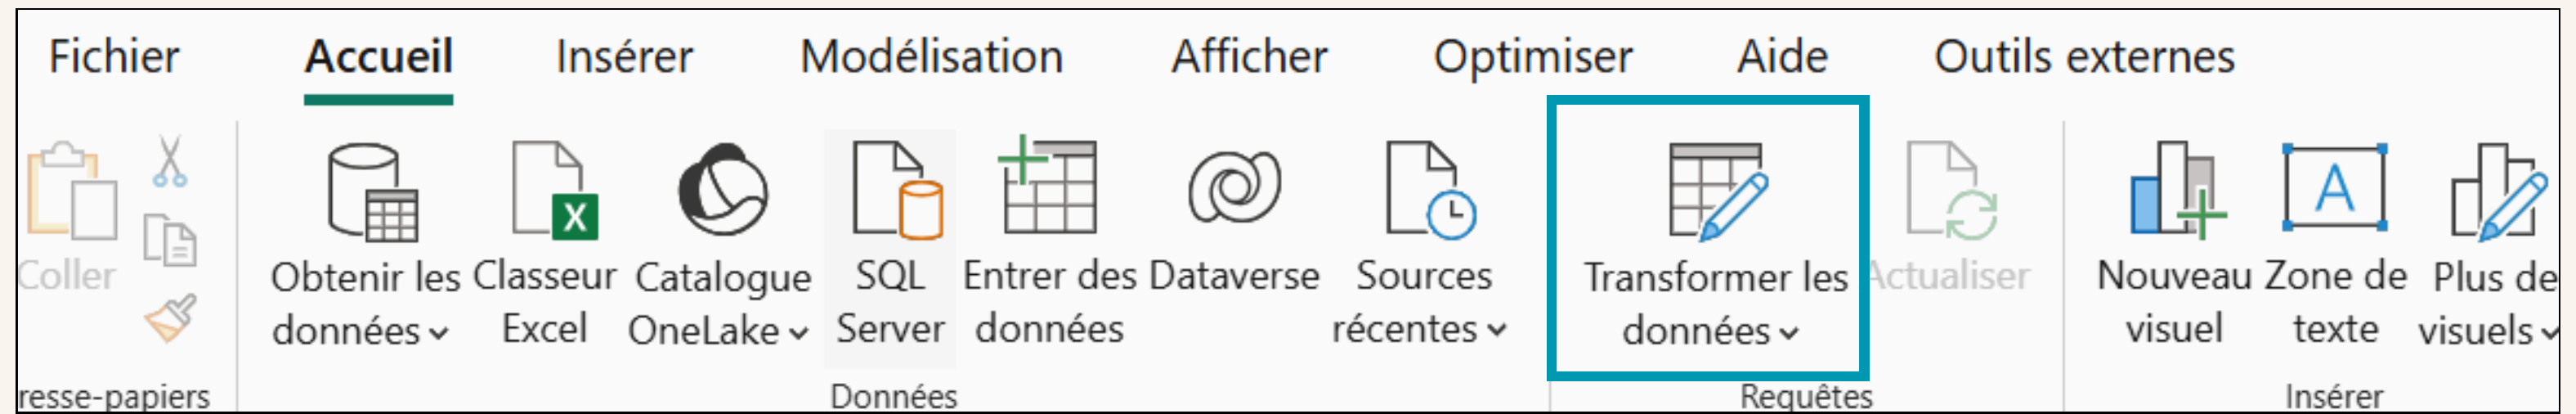 Fichier Accueil Insérer Modélisation Afficher Optimiser Aide Outils externes
Coller
Obtenir les données
Classeur Excel
Catalogue OneLake
SQL Server
Entrer des données
Dataverse
Sources récentes
Transformer les données
Actualiser
Nouveau visuel
Zone de texte
Plus de visuels
resse-papiers Données Requêtes Insérer